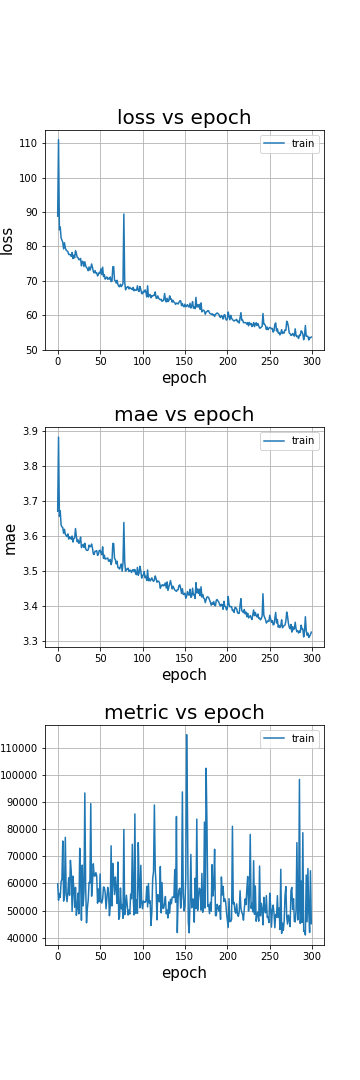 loss vs epoch
train
110
100
90
80
70
60
50
loss
0 50 100 150 200 250 300
epoch
mae vs epoch
train
3.9
3.8
3.7
3.6
3.5
3.4
3.3
mae
0 50 100 150 200 250 300
epoch
metric vs epoch
train
110000
100000
90000
80000
70000
60000
50000
40000
0 50 100 150 200 250 300
epoch